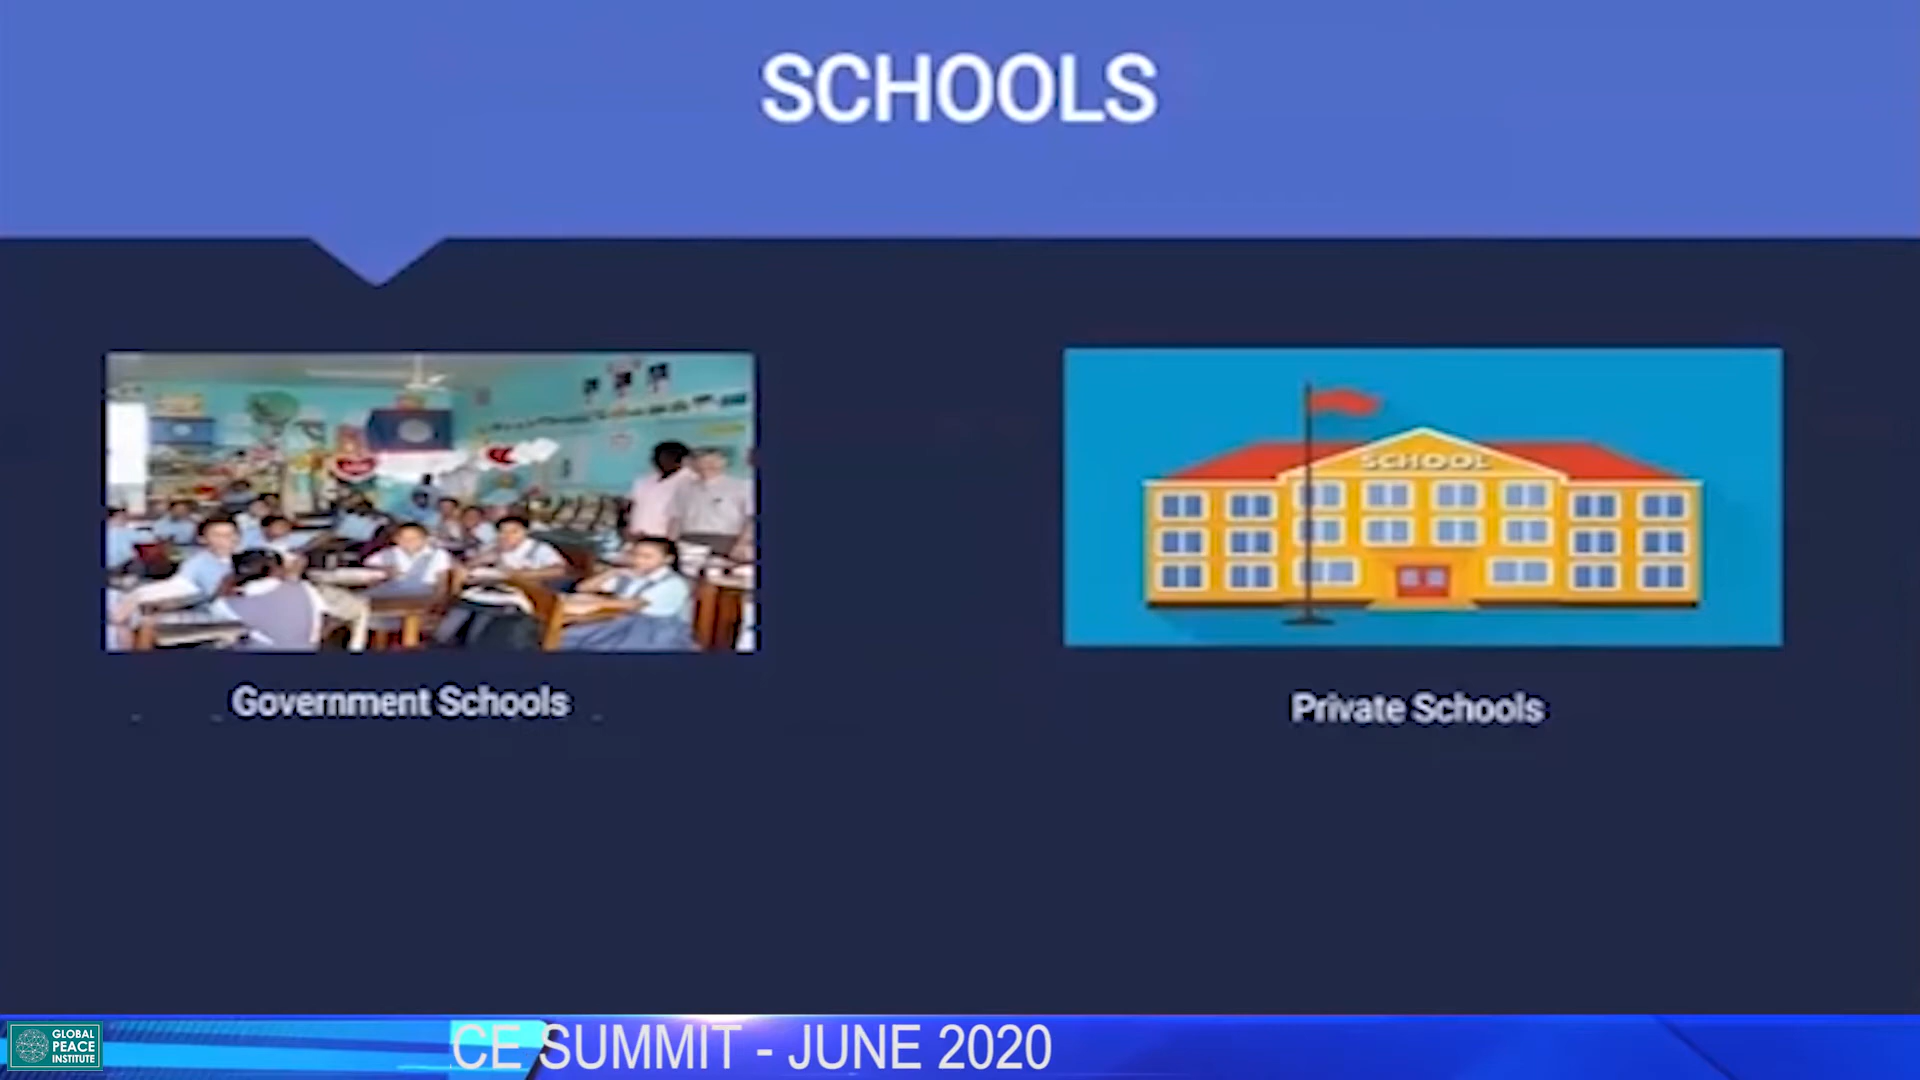 SCHOOLS
SCHOOL
Government Schools
Private Schools
GLOBAL
PEACE
INSTITUTE
CE SUMMIT - JUNE 2020